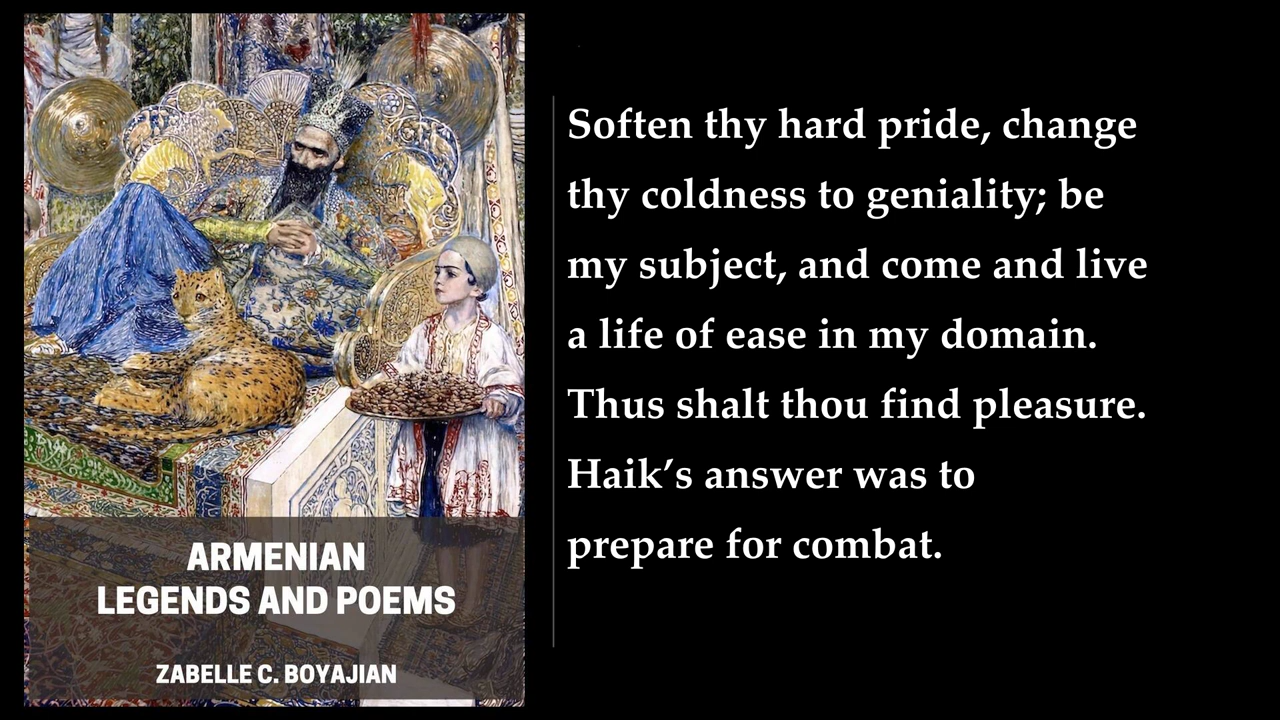 Soften thy hard pride, change
thy coldness to geniality; be
my subject, and come and live
a life of ease in my domain.
Thus shalt thou find pleasure.
Haik’s answer was to
prepare for combat.
ARMENIAN
LEGENDS AND POEMS
ZABELLE C. BOYAJIAN